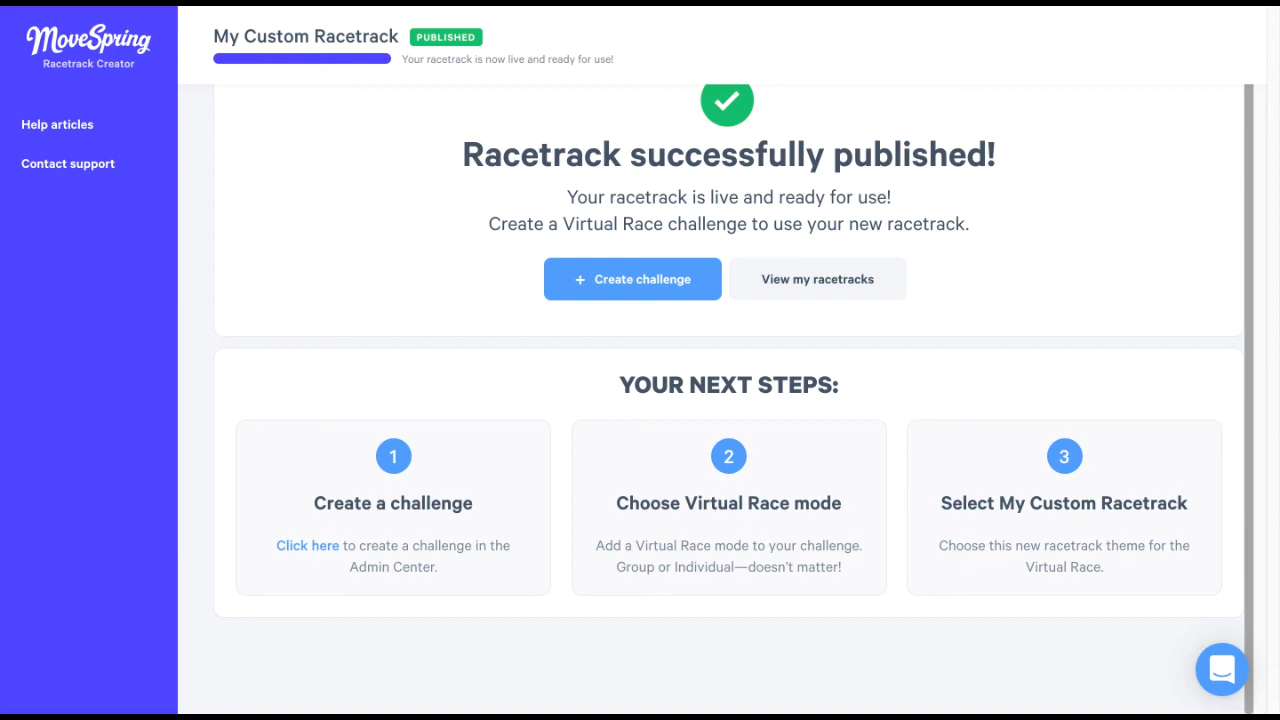 MoveSpring
Racetrack Creator
Help articles
Contact support
My Custom Racetrack PUBLISHED
Your racetrack is now live and ready for use!
Racetrack successfully published!
Your racetrack is live and ready for use!
Create a Virtual Race challenge to use your new racetrack.
+ Create challenge
View my racetracks
YOUR NEXT STEPS:
1
Create a challenge
Click here to create a challenge in the
Admin Center.
2
Choose Virtual Race mode
Add a Virtual Race mode to your challenge.
Group or Individual—doesn't matter!
3
Select My Custom Racetrack
Choose this new racetrack theme for the
Virtual Race.